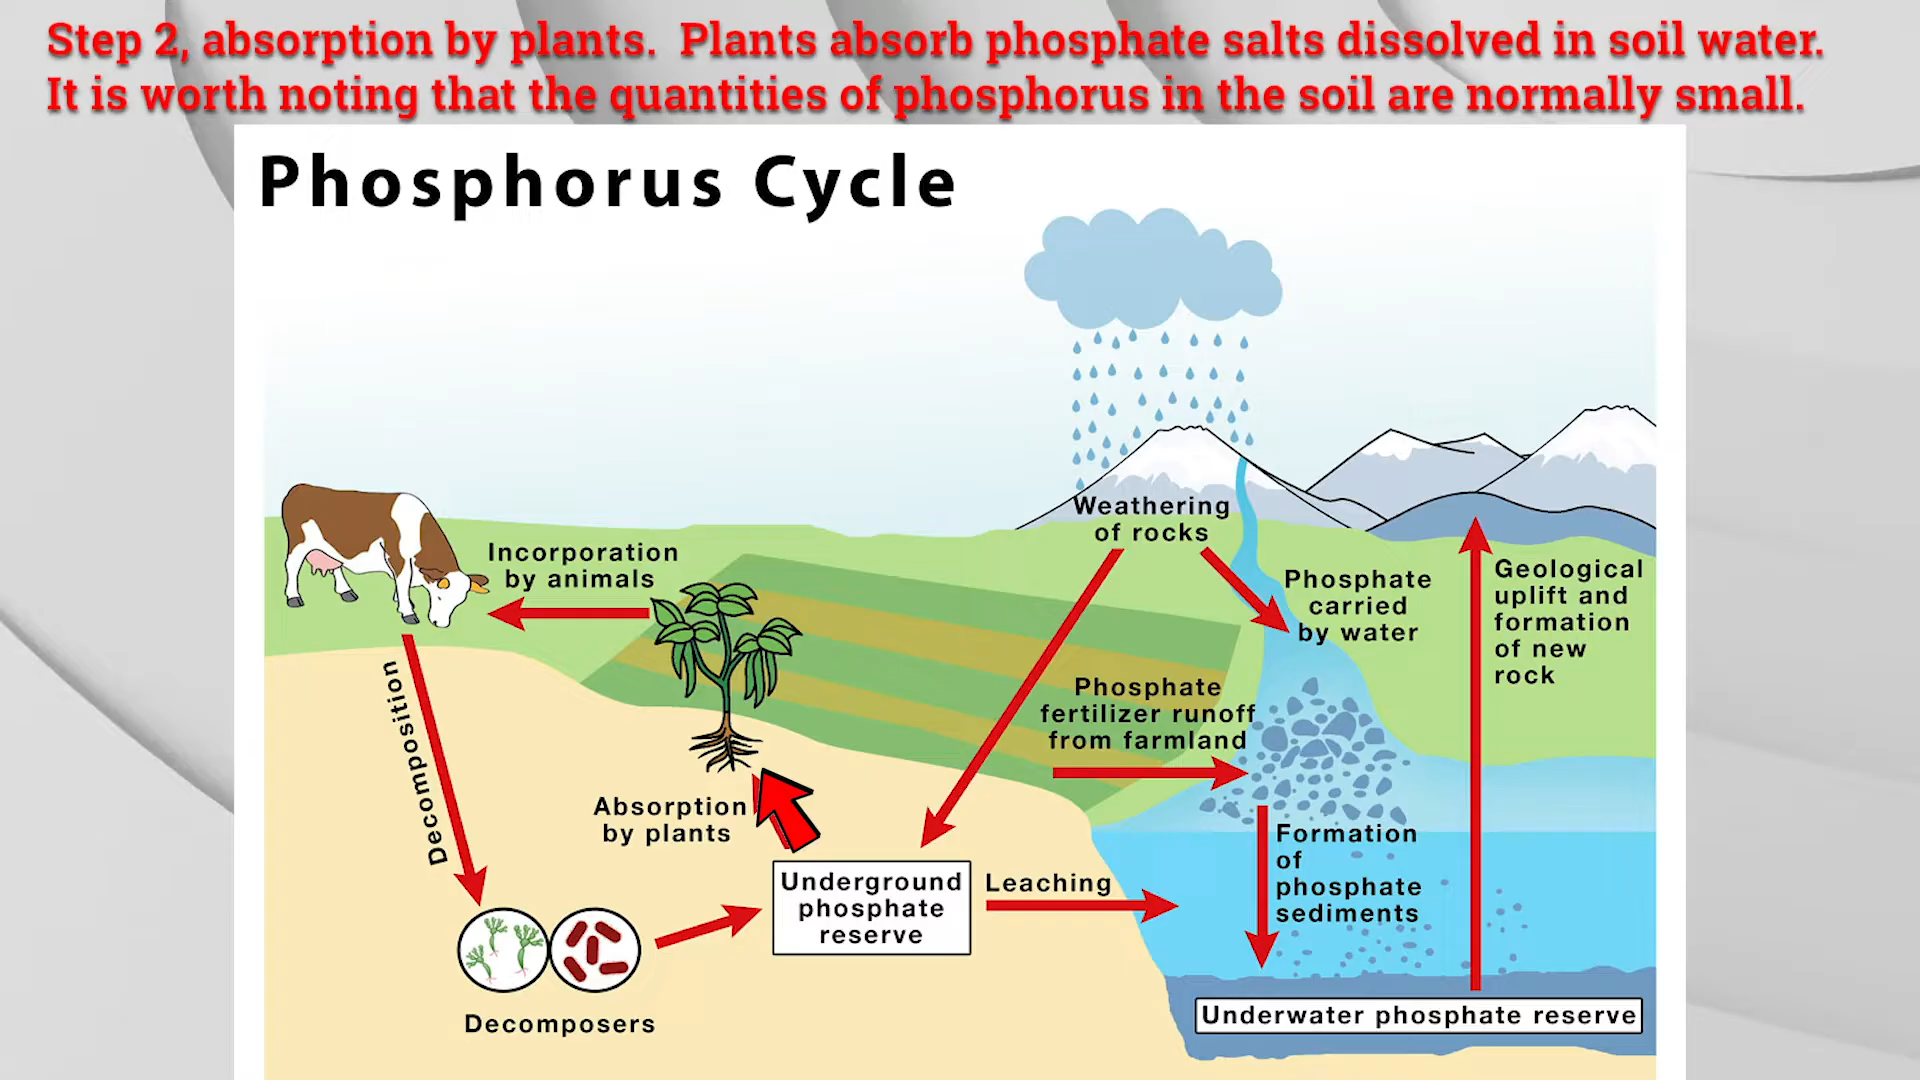 Step 2, absorption by plants. Plants absorb phosphate salts dissolved in soil water.
It is worth noting that the quantities of phosphorus in the soil are normally small.
Phosphorus Cycle
Weathering
of rocks
Incorporation
by animals
Phosphate
carried
by water
Geological
uplift and
formation
of new
rock
Decomposition
Phosphate
fertilizer runoff
from farmland
Absorption
by plants
Formation
of
phosphate
sediments
Underground
phosphate
reserve
Leaching
Decomposers
Underwater phosphate reserve